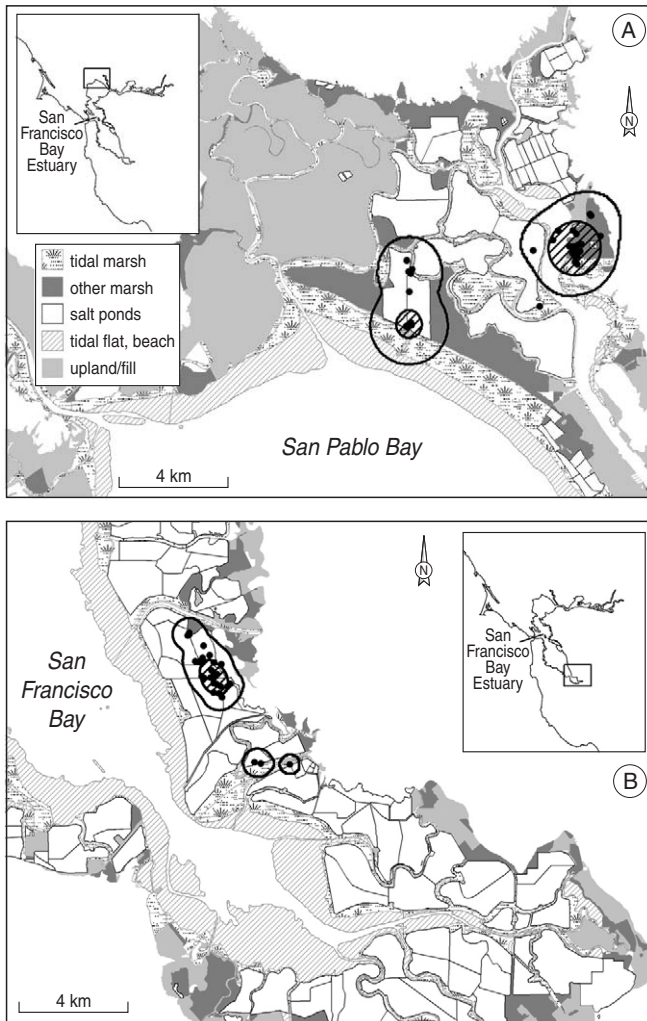 A
San
Francisco
Bay
Estuary
N
tidal marsh
other marsh
salt ponds
tidal flat, beach
upland/fill
San Pablo Bay
4 km
N
San
Francisco
Bay
San
Francisco
Bay
Estuary
B
4 km